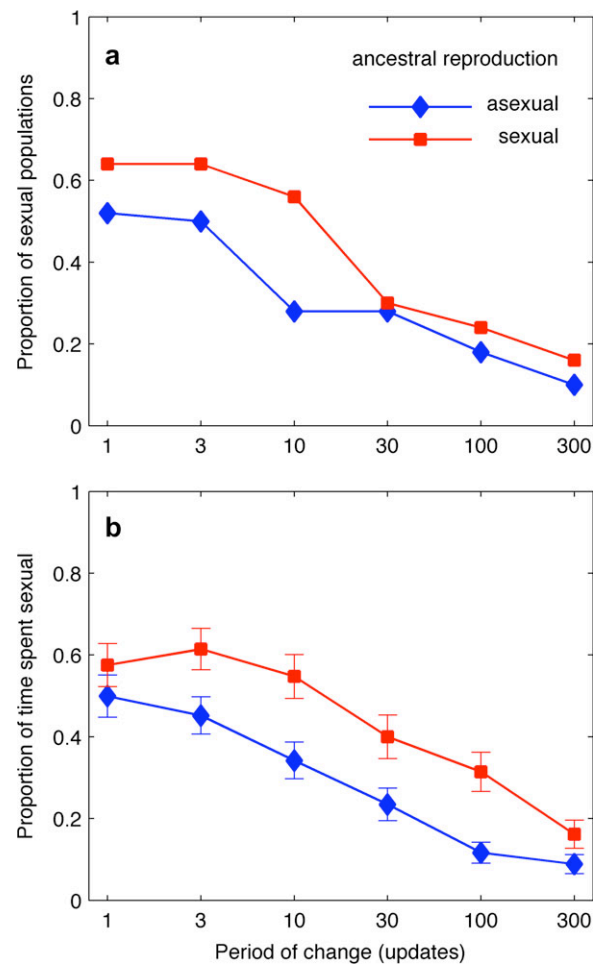 a
ancestral reproduction
asexual
sexual
Proportion of sexual populations
1
0.8
0.6
0.4
0.2
0
1 3 10 30 100 300
b
Proportion of time spent sexual
1
0.8
0.6
0.4
0.2
0
1 3 10 30 100 300
Period of change (updates)